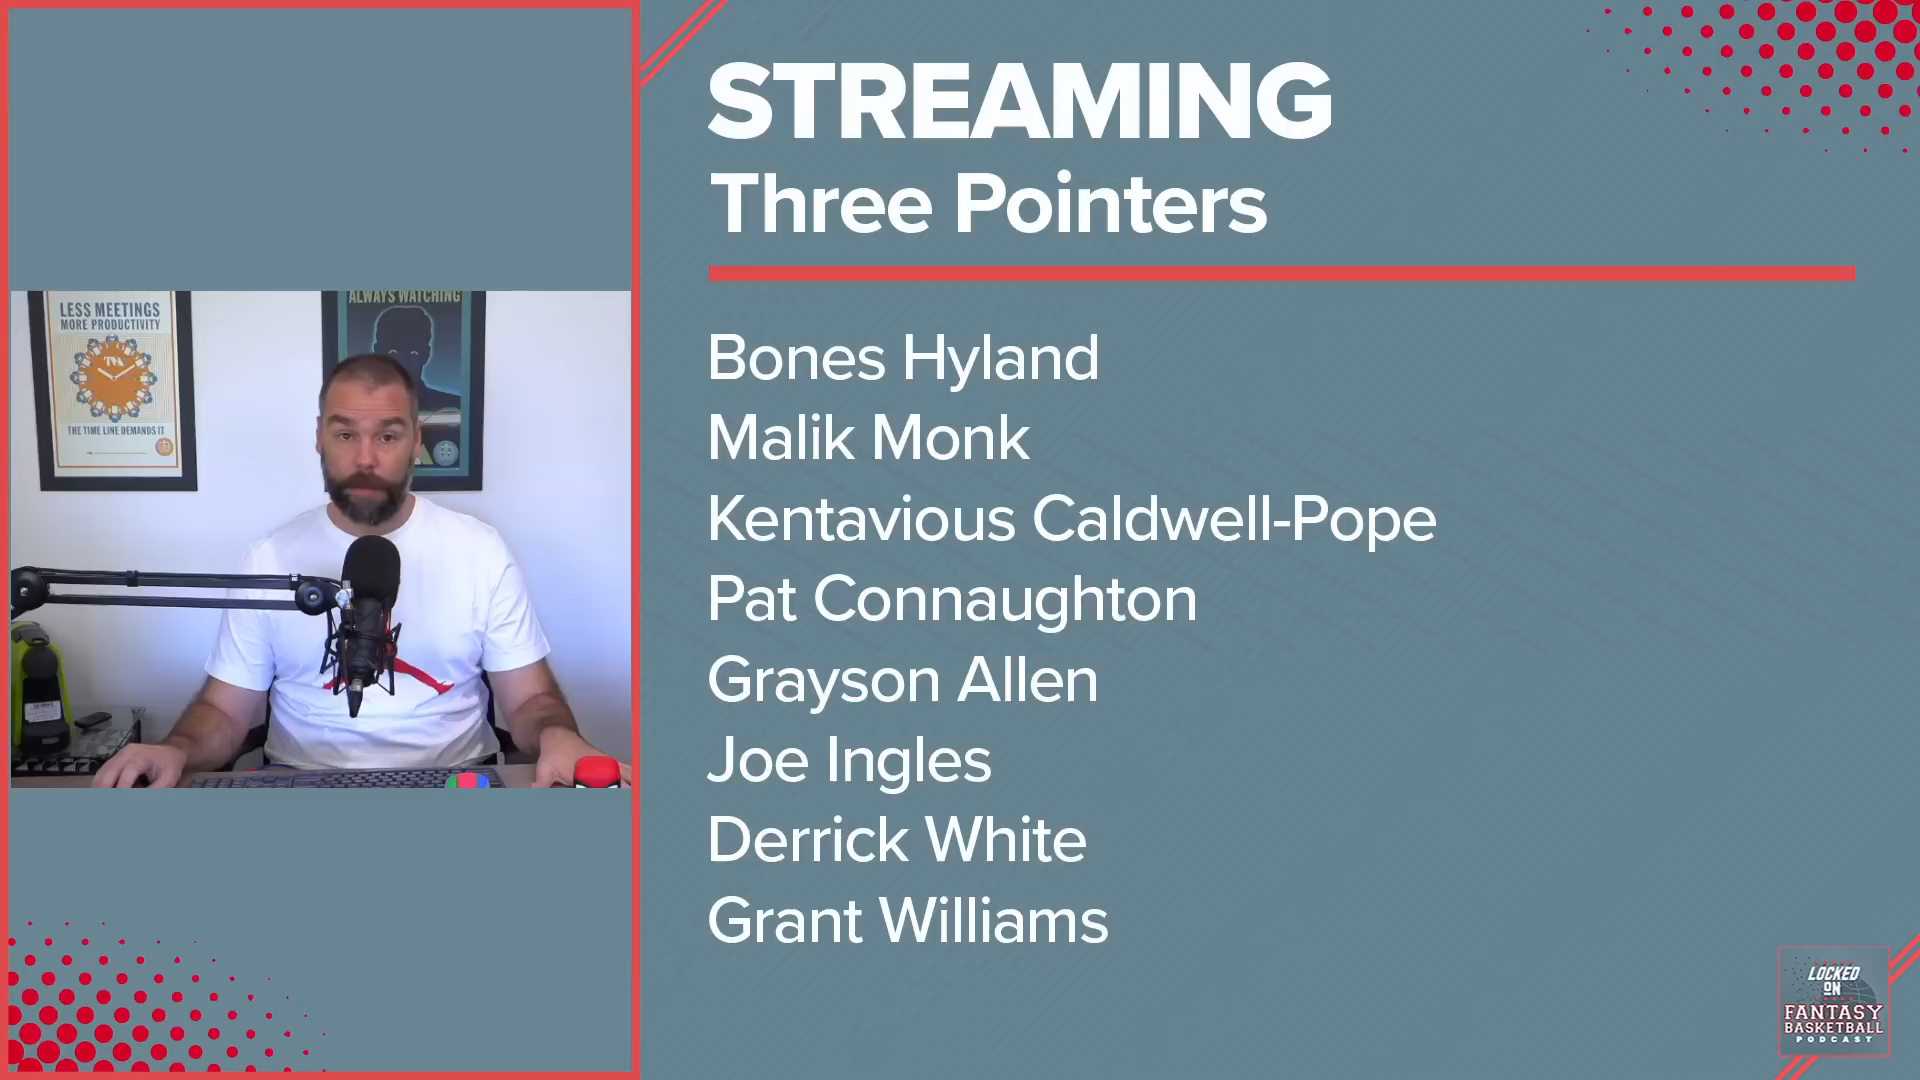 STREAMING
Three Pointers
Bones Hyland
Malik Monk
Kentavious Caldwell-Pope
Pat Connaughton
Grayson Allen
Joe Ingles
Derrick White
Grant Williams
LESS MEETINGS
MORE PRODUCTIVITY
TRA
THE TIME LINE DEMANDS IT
ALWAYS WATCHING
LOCKED
ON
FANTASY
BASKETBALL
PODCAST